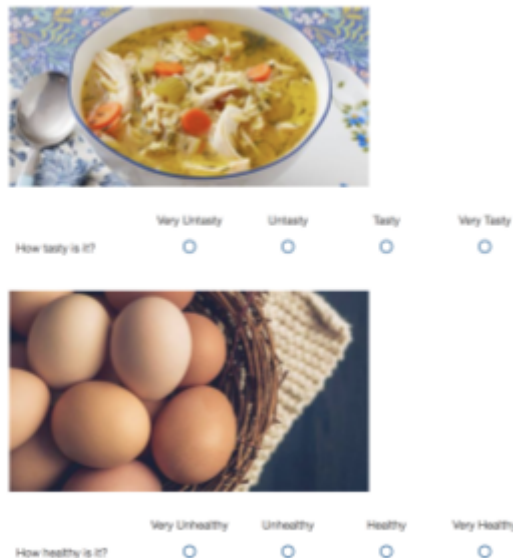 Very Untasty Untasty Tasty Very Tasty
How tasty is it?
Very Unhealthy Unhealthy Healthy Very Healthy
How healthy is it?